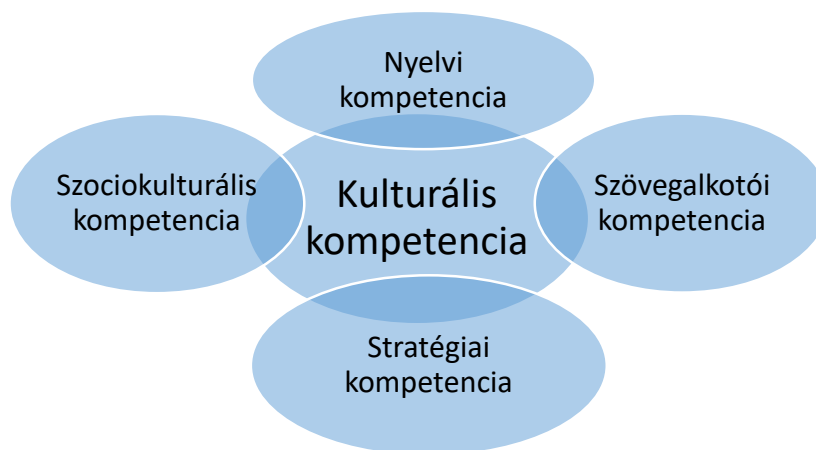 Nyelvi
kompetencia
Szociokulturális
kompetencia
Kulturális
kompetencia
Szövegalkotói
kompetencia
Stratégiai
kompetencia